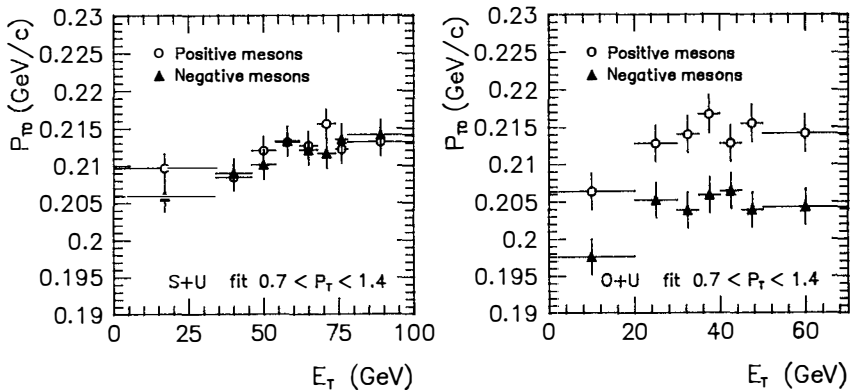 P_T0 (GeV/c)
0.23
0.225
0.22
0.215
0.21
0.205
0.2
0.195
0.19
○ Positive mesons
▲ Negative mesons
S+U fit 0.7 < P_T < 1.4
0 25 50 75 100
E_T (GeV)
P_T0 (GeV/c)
0.23
0.225
0.22
0.215
0.21
0.205
0.2
0.195
0.19
○ Positive mesons
▲ Negative mesons
O+U fit 0.7 < P_T < 1.4
0 20 40 60
E_T (GeV)